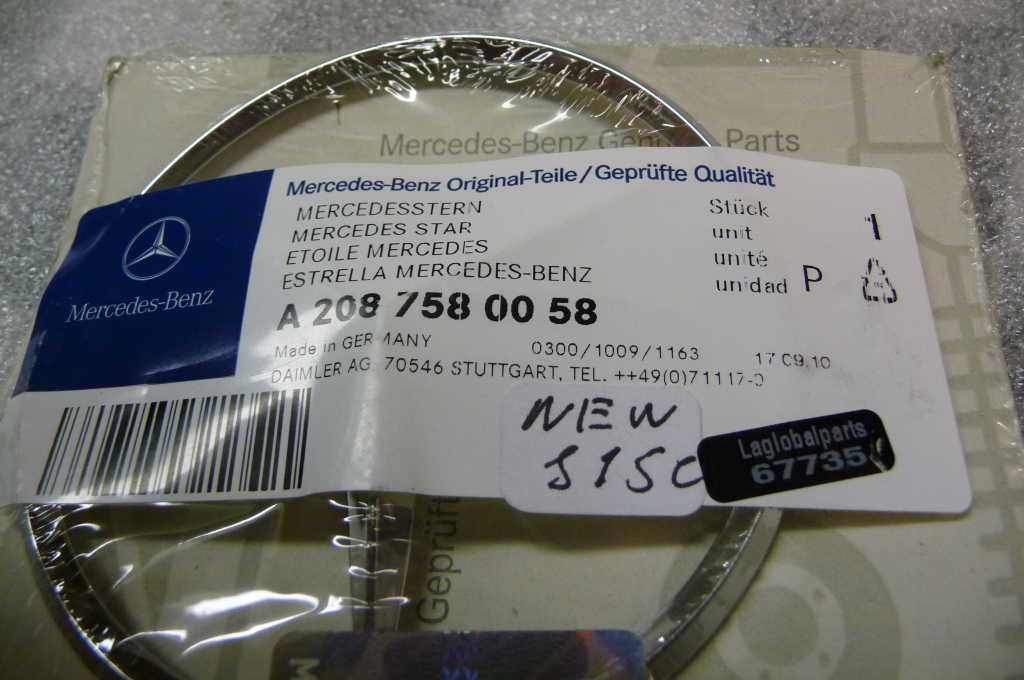 Mercedes-Benz Parts
Mercedes-Benz Original-Teile/Geprüfte Qualität
MERCEDESSTERN
MERCEDES STAR
ETOILE MERCEDES
ESTRELLA MERCEDES-BENZ
Stück 1
unit
unité
unidad P
Mercedes-Benz
A 208 758 00 58
Made in GERMANY 0300/1009/1163 17.09.10
DAIMLER AG, 70546 STUTTGART, TEL. ++49(0)71117-0
NEW
Laglobalparts
67735
Geprüft
M